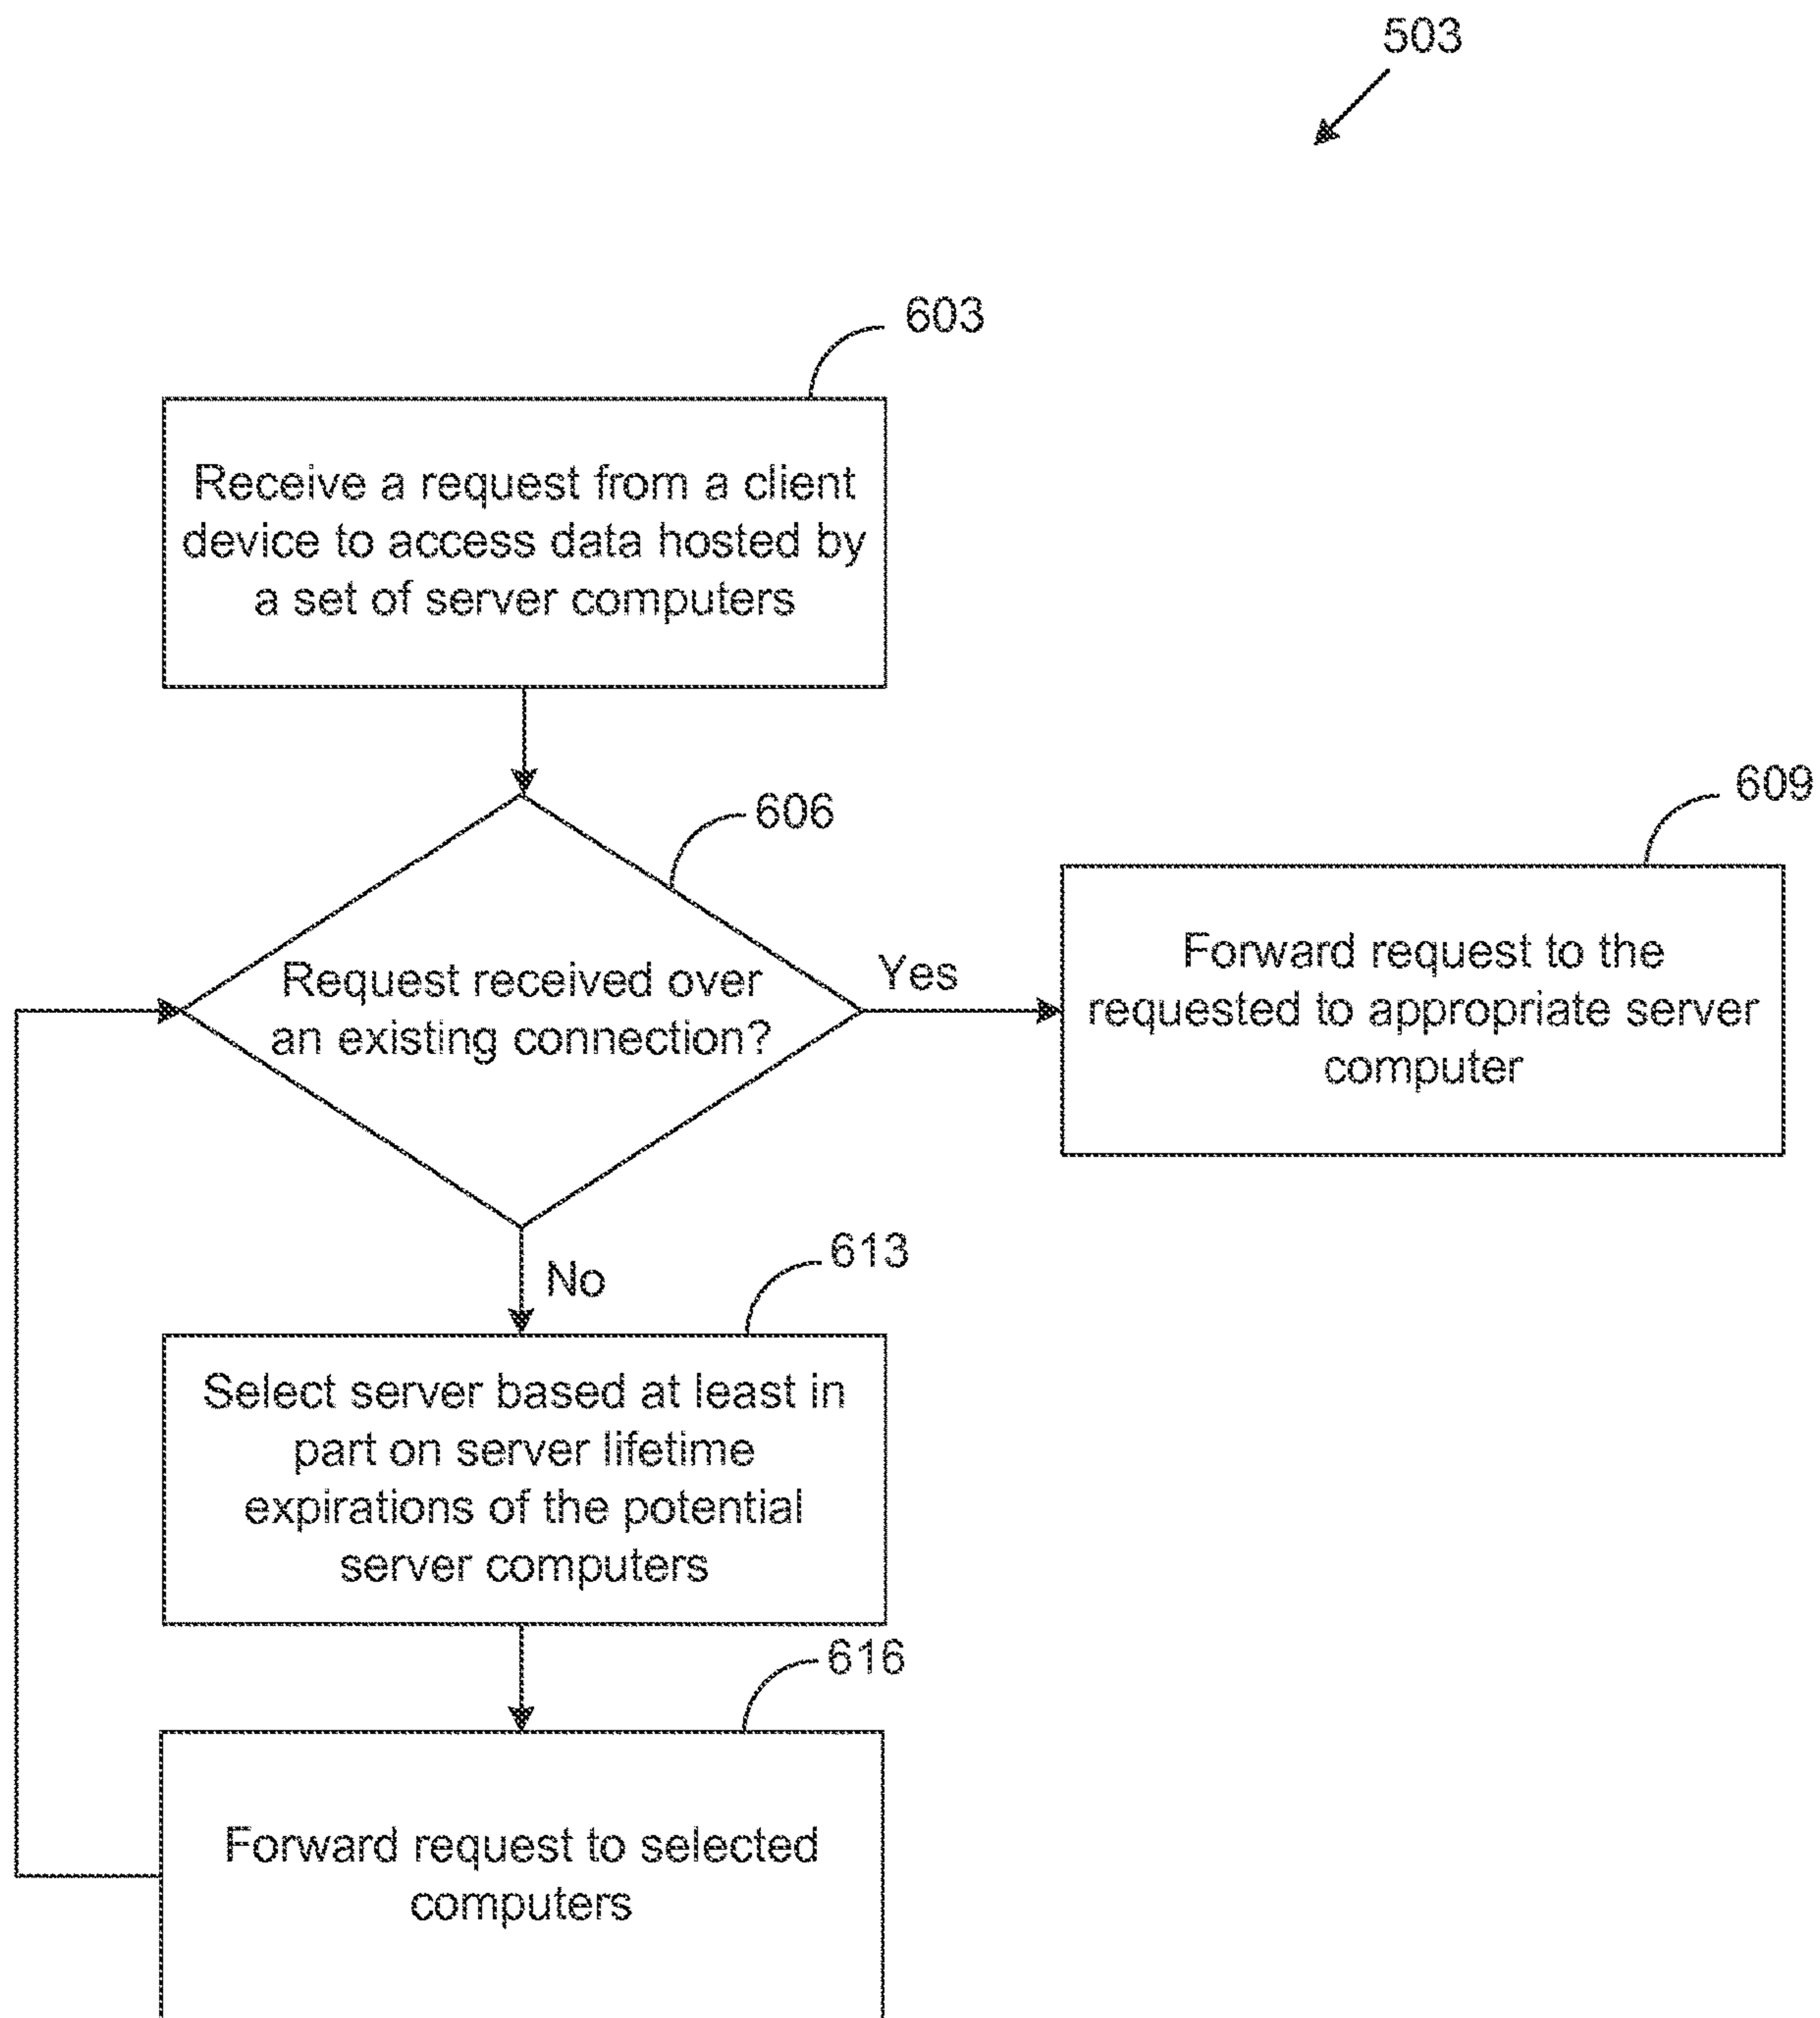 503
603
Receive a request from a client
device to access data hosted by
a set of server computers
606
Request received over
an existing connection?
Yes
609
Forward request to the
requested to appropriate server
computer
No
613
Select server based at least in
part on server lifetime
expirations of the potential
server computers
616
Forward request to selected
computers